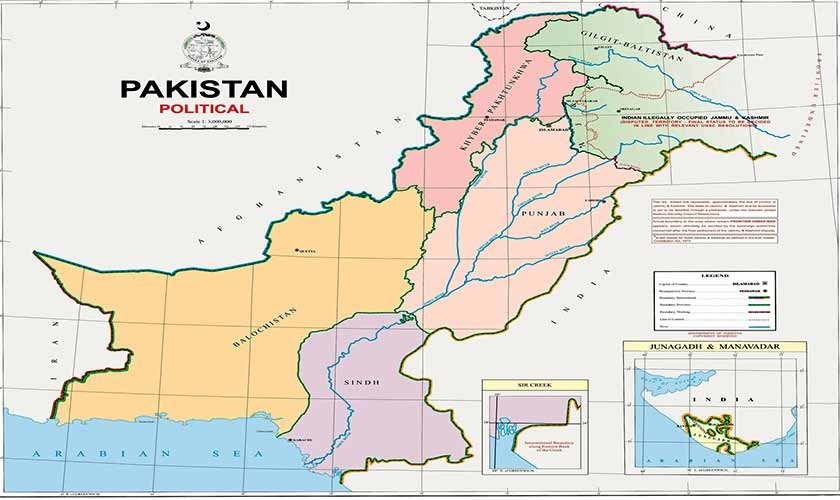 TAJIKISTAN
CHINA
GILGIT-BALTISTAN
PAKISTAN
POLITICAL
Scale 1: 3,000,000
KHYBER PAKHTUNKHWA
AFGHANISTAN
FRONTIER UNDEFINED
INDIAN ILLEGALLY OCCUPIED JAMMU & KASHMIR
(DISPUTED TERRITORY - FINAL STATUS TO BE DECIDED
IN LINE WITH RELEVANT UNSC RESOLUTIONS)
SRINAGAR
ISLAMABAD
PUNJAB
LAHORE
QUETTA
BALOCHISTAN
IRAN
INDIA
SINDH
KARACHI
ARABIAN SEA
LEGEND
Capital of Country
ISLAMABAD
Boundary, International
Boundary, Province
Boundary, Working
Line of Control
River
SIR CREEK
International Boundary
along Eastern Bank
of the Creek
JUNAGADH & MANAVADAR
INDIA
ARABIAN SEA